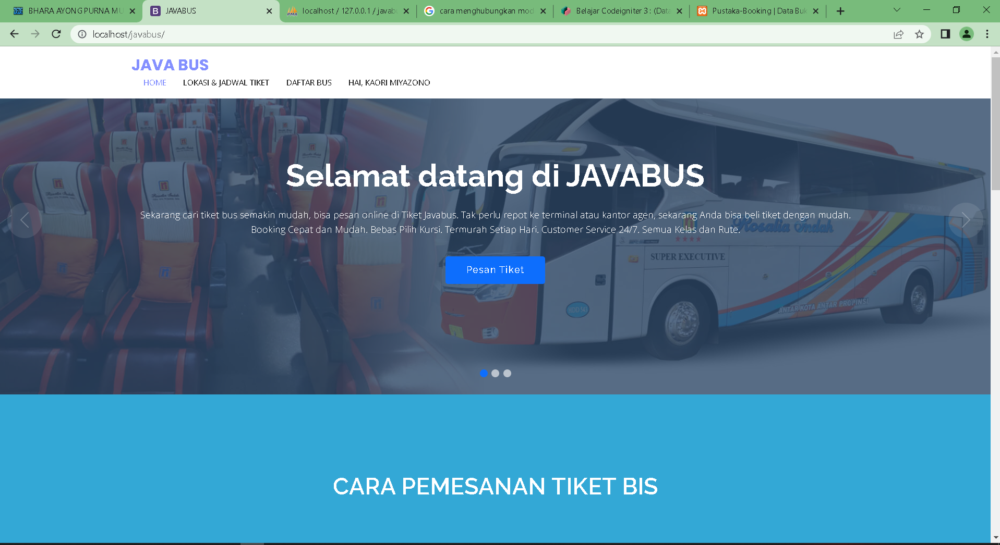 BHARA AYONG PURNA MU
JAVABUS
localhost / 127.0.0.1 / javabu
cara menghubungkan mod
Belajar Codeigniter 3 : (Data
Pustaka-Booking | Data Buk
localhost/javabus/
JAVA BUS
HOME
LOKASI & JADWAL TIKET
DAFTAR BUS
HAI, KAORI MIYAZONO
Selamat datang di JAVABUS
Sekarang cari tiket bus semakin mudah, bisa pesan online di Tiket Javabus. Tak perlu repot ke terminal atau kantor agen, sekarang Anda bisa beli tiket dengan mudah.
Booking Cepat dan Mudah. Bebas Pilih Kursi. Termurah Setiap Hari. Customer Service 24/7. Semua Kelas dan Rute.
Rosalia Indah
SUPER EXECUTIVE
Pesan Tiket
HDD 543
ANTAR KOTA ANTAR PROPINSI
CARA PEMESANAN TIKET BIS